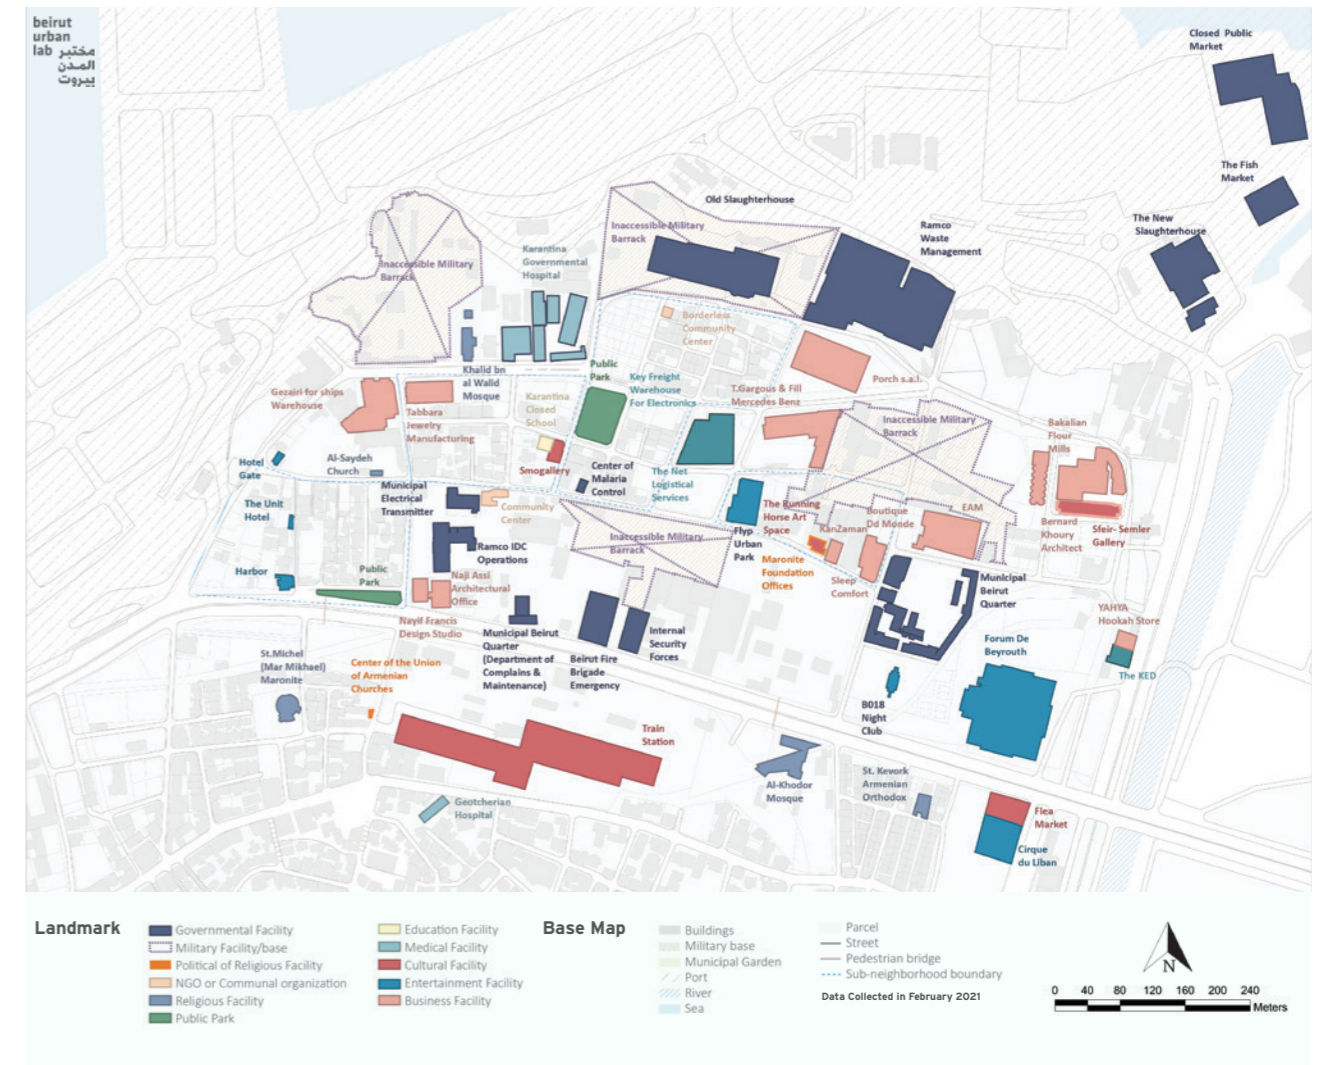 beirut
urban
lab مختبر
المدن
بيروت
Closed Public
Market
The Fish
Market
The New
Slaughterhouse
Old Slaughterhouse
Ramco
Waste
Management
Inaccessible Military
Barrack
Inaccessible Military
Barrack
Karantina
Governmental
Hospital
Borderless
Community
Center
Khalid bn
al Walid
Mosque
Public
Park
Key Freight
Warehouse
For Electronics
T.Gargous & Fill
Mercedes Benz
Porch s.a.l.
Gezairi for ships
Warehouse
Tabbara
Jewelry
Manufacturing
Karantina
Closed
School
Inaccessible Military
Barrack
Bakalian
Flour
Mills
Hotel
Gate
Al-Saydeh
Church
Smogallery
Center of
Malaria
Control
The Net
Logistical
Services
Municipal
Electrical
Transmitter
Community
Center
The Unit
Hotel
The Running
Horse Art
Space
KanZaman
Boutique
Dd Monde
EAM
Bernard
Khoury
Architect
Sfeir- Semler
Gallery
Flyp
Urban
Park
Inaccessible Military
Barrack
Ramco IDC
Operations
Maronite
Foundation
Offices
Sleep
Comfort
Harbor
Public
Park
Naji Assi
Architectural
Office
Nayif Francis
Design Studio
Municipal
Beirut
Quarter
YAHYA
Hookah Store
Municipal Beirut
Quarter
(Department of
Complains &
Maintenance)
Beirut Fire
Brigade
Emergency
Internal
Security
Forces
Forum De
Beyrouth
The KED
St.Michel
(Mar Mikhael)
Maronite
Center of the Union
of Armenian
Churches
B018
Night
Club
Train
Station
Al-Khodor
Mosque
St. Kevork
Armenian
Orthodox
Geotcherian
Hospital
Flea
Market
Cirque
du Liban
Landmark
Governmental Facility
Military Facility/base
Political of Religious Facility
NGO or Communal organization
Religious Facility
Public Park
Education Facility
Medical Facility
Cultural Facility
Entertainment Facility
Business Facility
Base Map
Buildings
Military base
Municipal Garden
Port
River
Sea
Parcel
Street
Pedestrian bridge
Sub-neighborhood boundary
Data Collected in February 2021
N
0 40 80 120 160 200 240
Meters